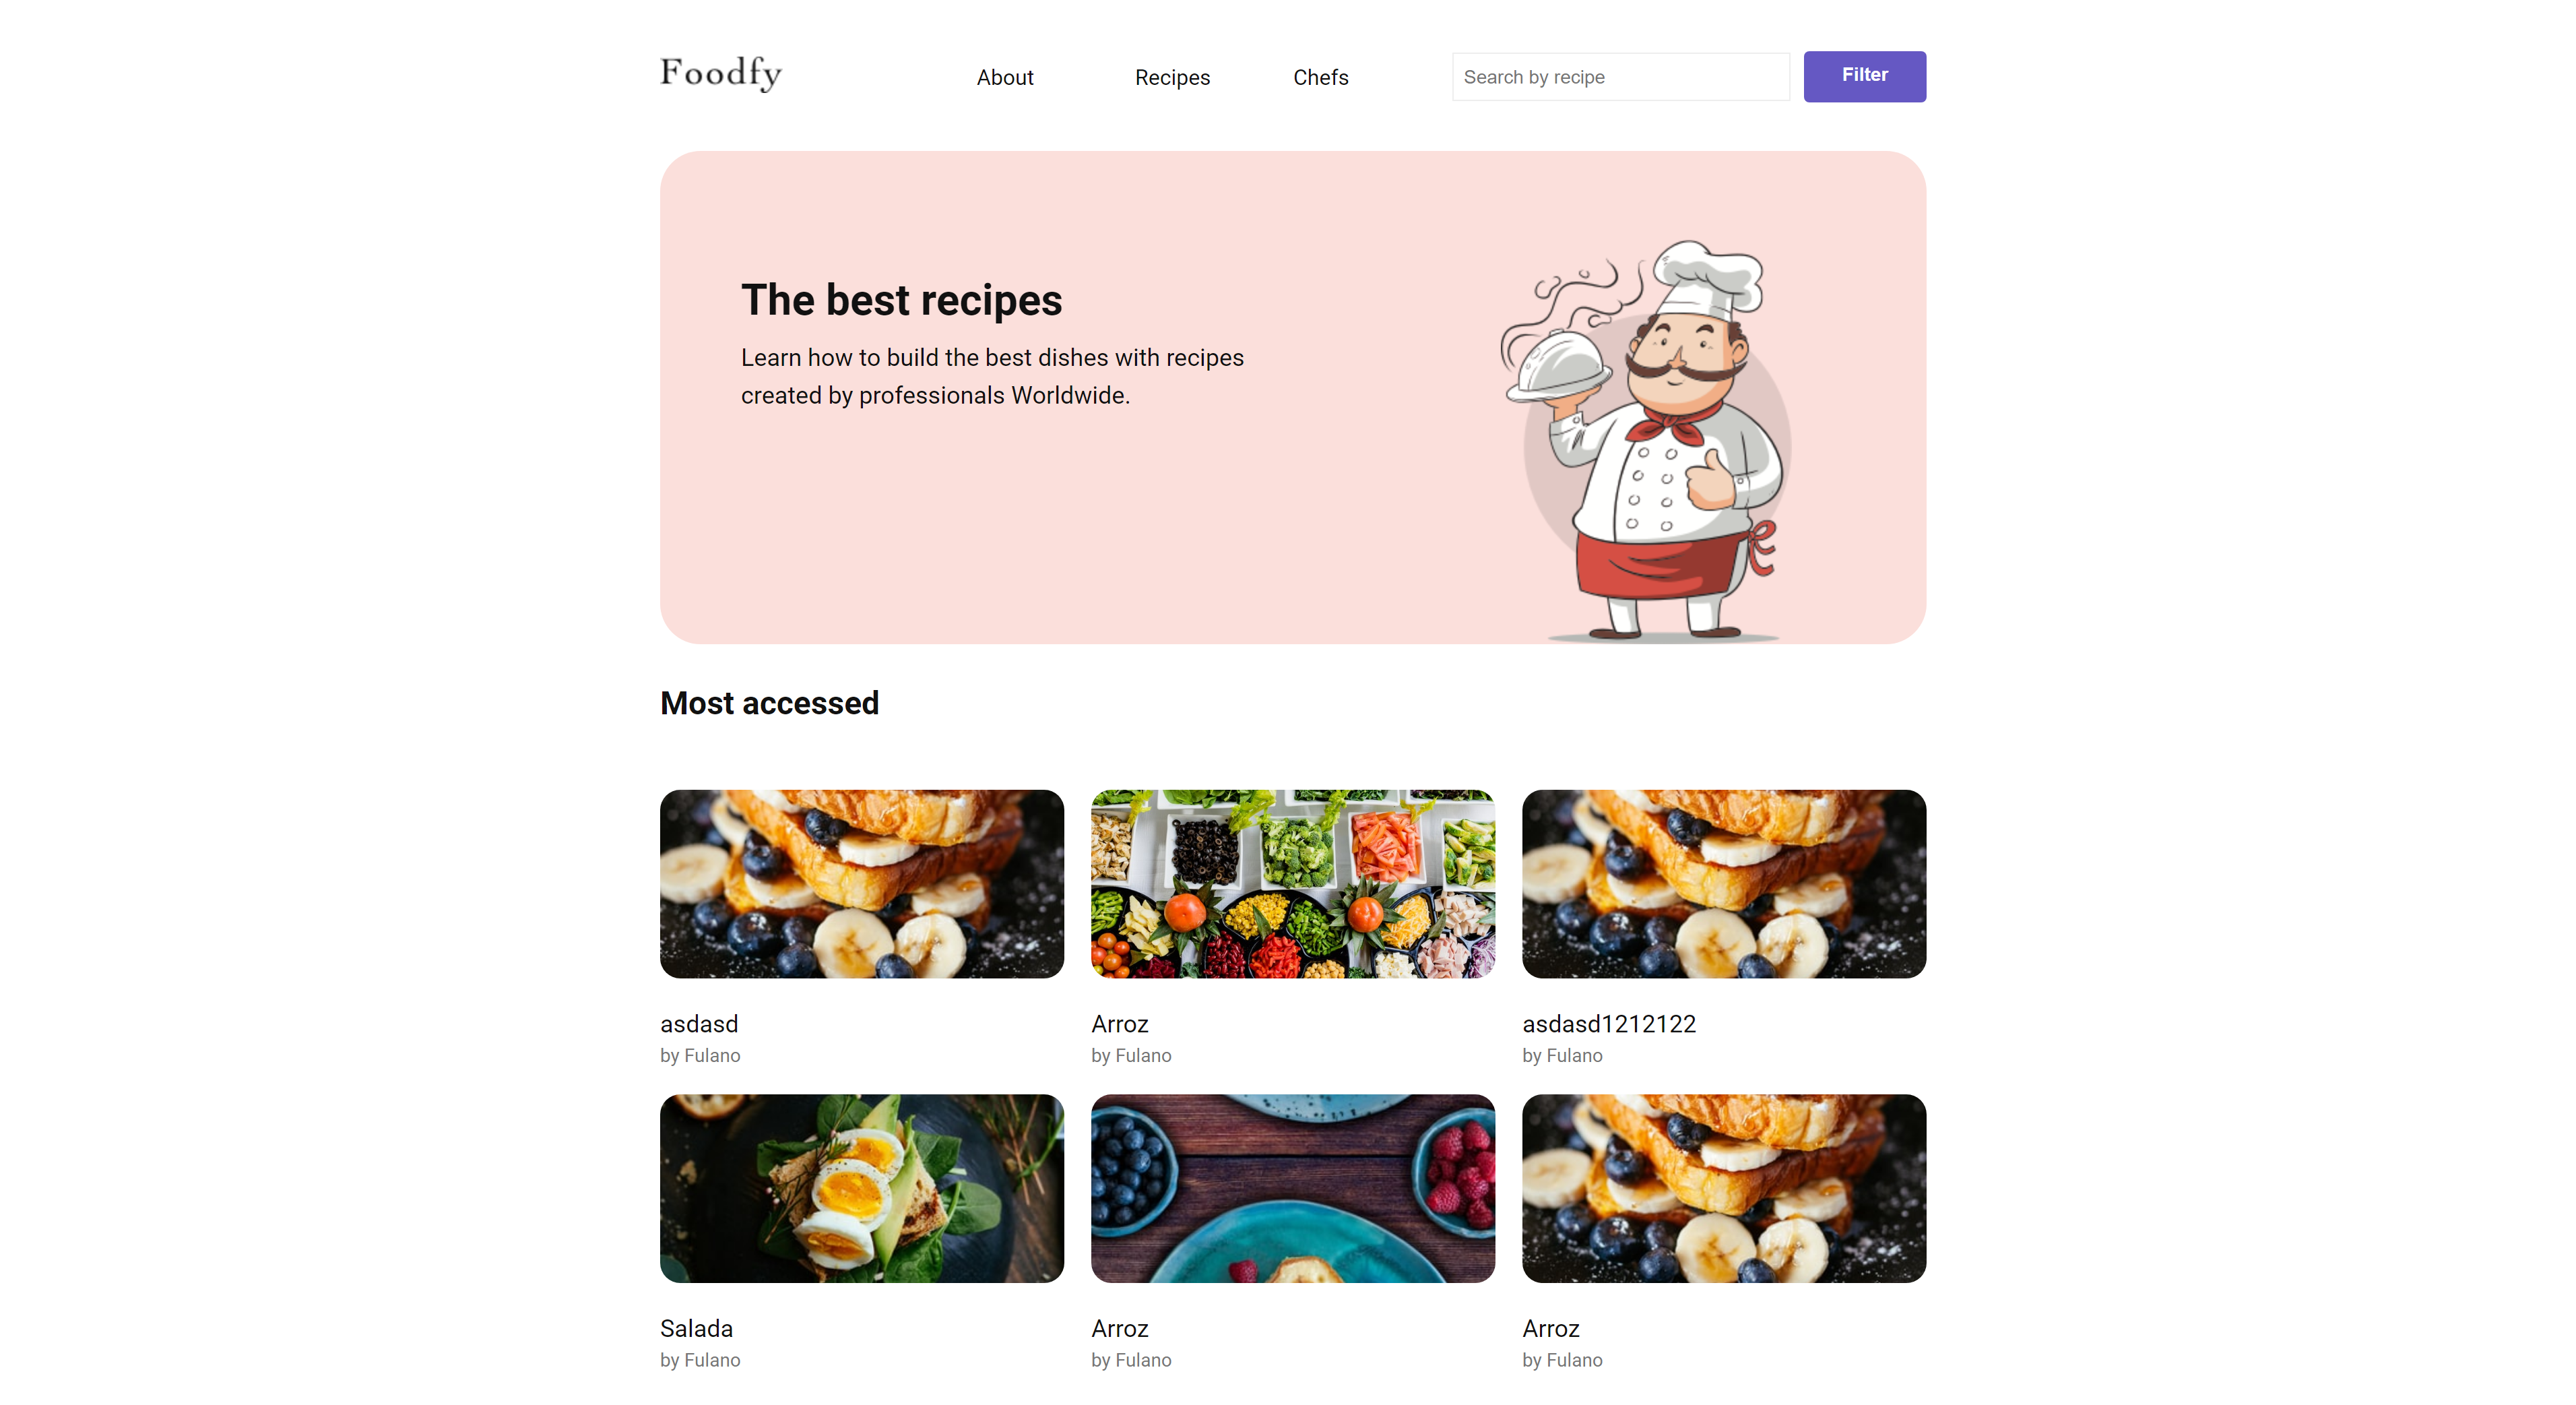 Foodfy
About
Recipes
Chefs
Search by recipe
Filter
The best recipes
Learn how to build the best dishes with recipes
created by professionals Worldwide.
Most accessed
asdasd
by Fulano
Arroz
by Fulano
asdasd1212122
by Fulano
Salada
by Fulano
Arroz
by Fulano
Arroz
by Fulano